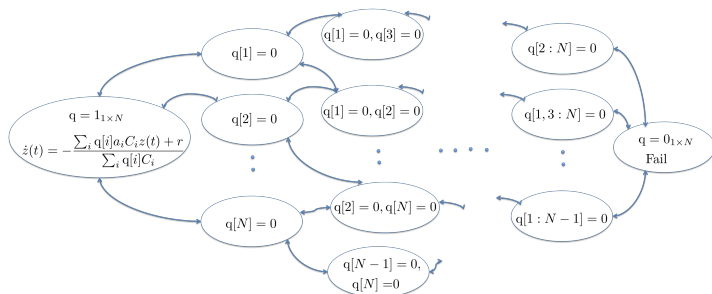 q = 1_{1×N}
ż(t) = −\frac{∑_i q[i]a_iC_iz(t) + r}{∑_i q[i]C_i}
q[1] = 0
q[2] = 0
q[N] = 0
q[1] = 0, q[3] = 0
q[1] = 0, q[2] = 0
q[2] = 0, q[N] = 0
q[N − 1] = 0,
q[N] =0
q[2 : N] = 0
q[1, 3 : N] = 0
q[1 : N − 1] = 0
q = 0_{1×N}
Fail